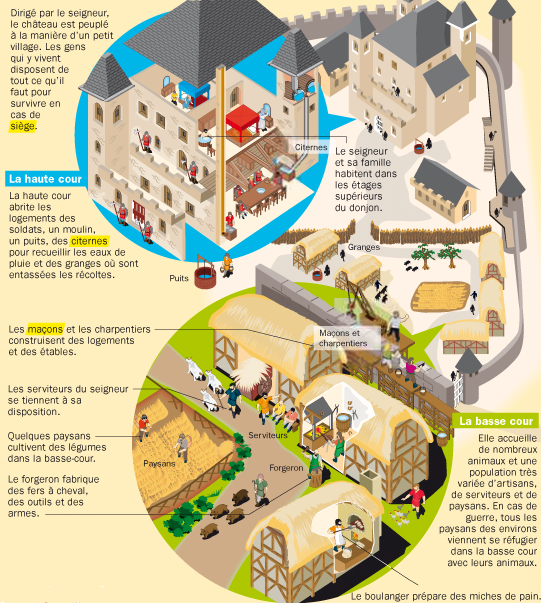 Dirigé par le seigneur,
le château est peuplé
à la manière d'un petit
village. Les gens
qui y vivent
disposent de
tout ce qu'il
faut pour
survivre en
cas de
siège.
Citernes
Le seigneur
et sa famille
habitent dans
les étages
supérieurs
du donjon.
La haute cour
La haute cour
abrite les
logements des
soldats, un moulin,
un puits, des citernes
pour recueillir les eaux de
pluie et des granges où sont
entassées les récoltes.
Puits
Granges
Les maçons et les charpentiers
construisent des logements
et des étables.
Maçons et
charpentiers
Les serviteurs du seigneur
se tiennent à sa
disposition.
Serviteurs
Quelques paysans
cultivent des légumes
dans la basse-cour.
Paysans
Le forgeron fabrique
des fers à cheval,
des outils et des
armes.
Forgeron
La basse cour
Elle accueille
de nombreux
animaux et une
population très
variée d'artisans,
de serviteurs et de
paysans. En cas de
guerre, tous les
paysans des environs
viennent se réfugier
dans la basse cour
avec leurs animaux.
Le boulanger prépare des miches de pain.